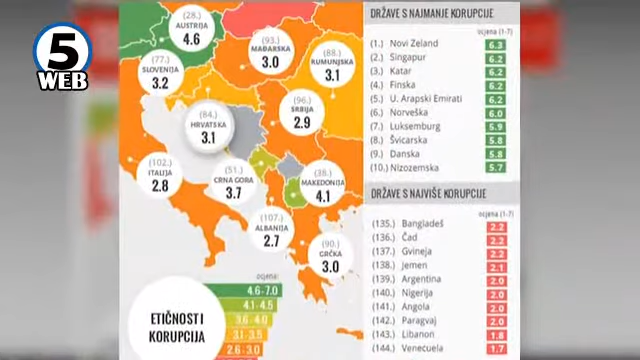 5
WEB
(28.)
AUSTRIJA
4.6
(93.)
MAĐARSKA
3.0
(88.)
RUMUNJSKA
3.1
(77.)
SLOVENIJA
3.2
(96.)
SRBIJA
2.9
(84.)
HRVATSKA
3.1
(102.)
ITALIJA
2.8
(51.)
CRNA GORA
3.7
(38.)
MAKEDONIJA
4.1
(107.)
ALBANIJA
2.7
(90.)
GRČKA
3.0
ETIČNOST I
KORUPCIJA
ocjena:
4.6-7.0
4.1-4.5
3.6-4.0
3.1-3.5
2.6-3.0
DRŽAVE S NAJMANJE KORUPCIJE
ocjena (1-7)
(1.) Novi Zeland 6.3
(2.) Singapur 6.2
(3.) Katar 6.2
(4.) Finska 6.2
(5.) U. Arapski Emirati 6.2
(6.) Norveška 6.0
(7.) Luksemburg 5.9
(8.) Švicarska 5.8
(9.) Danska 5.8
(10.) Nizozemska 5.7
DRŽAVE S NAJVIŠE KORUPCIJE
ocjena (1-7)
(135.) Bangladeš 2.2
(136.) Čad 2.2
(137.) Gvineja 2.2
(138.) Jemen 2.1
(139.) Argentina 2.0
(140.) Nigerija 2.0
(141.) Angola 2.0
(142.) Paragvaj 2.0
(143.) Libanon 1.8
(144.) Venecuela 1.7